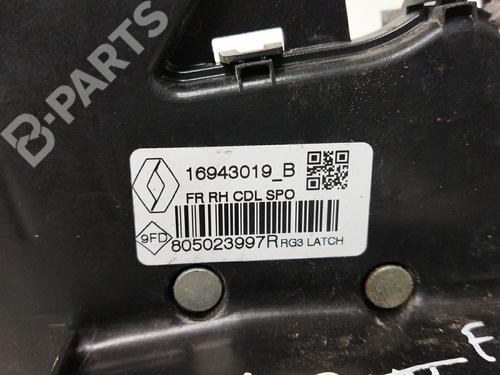 B-PARTS
16943019_B
FR RH CDL SPO
9FD
805023997R RG3 LATCH